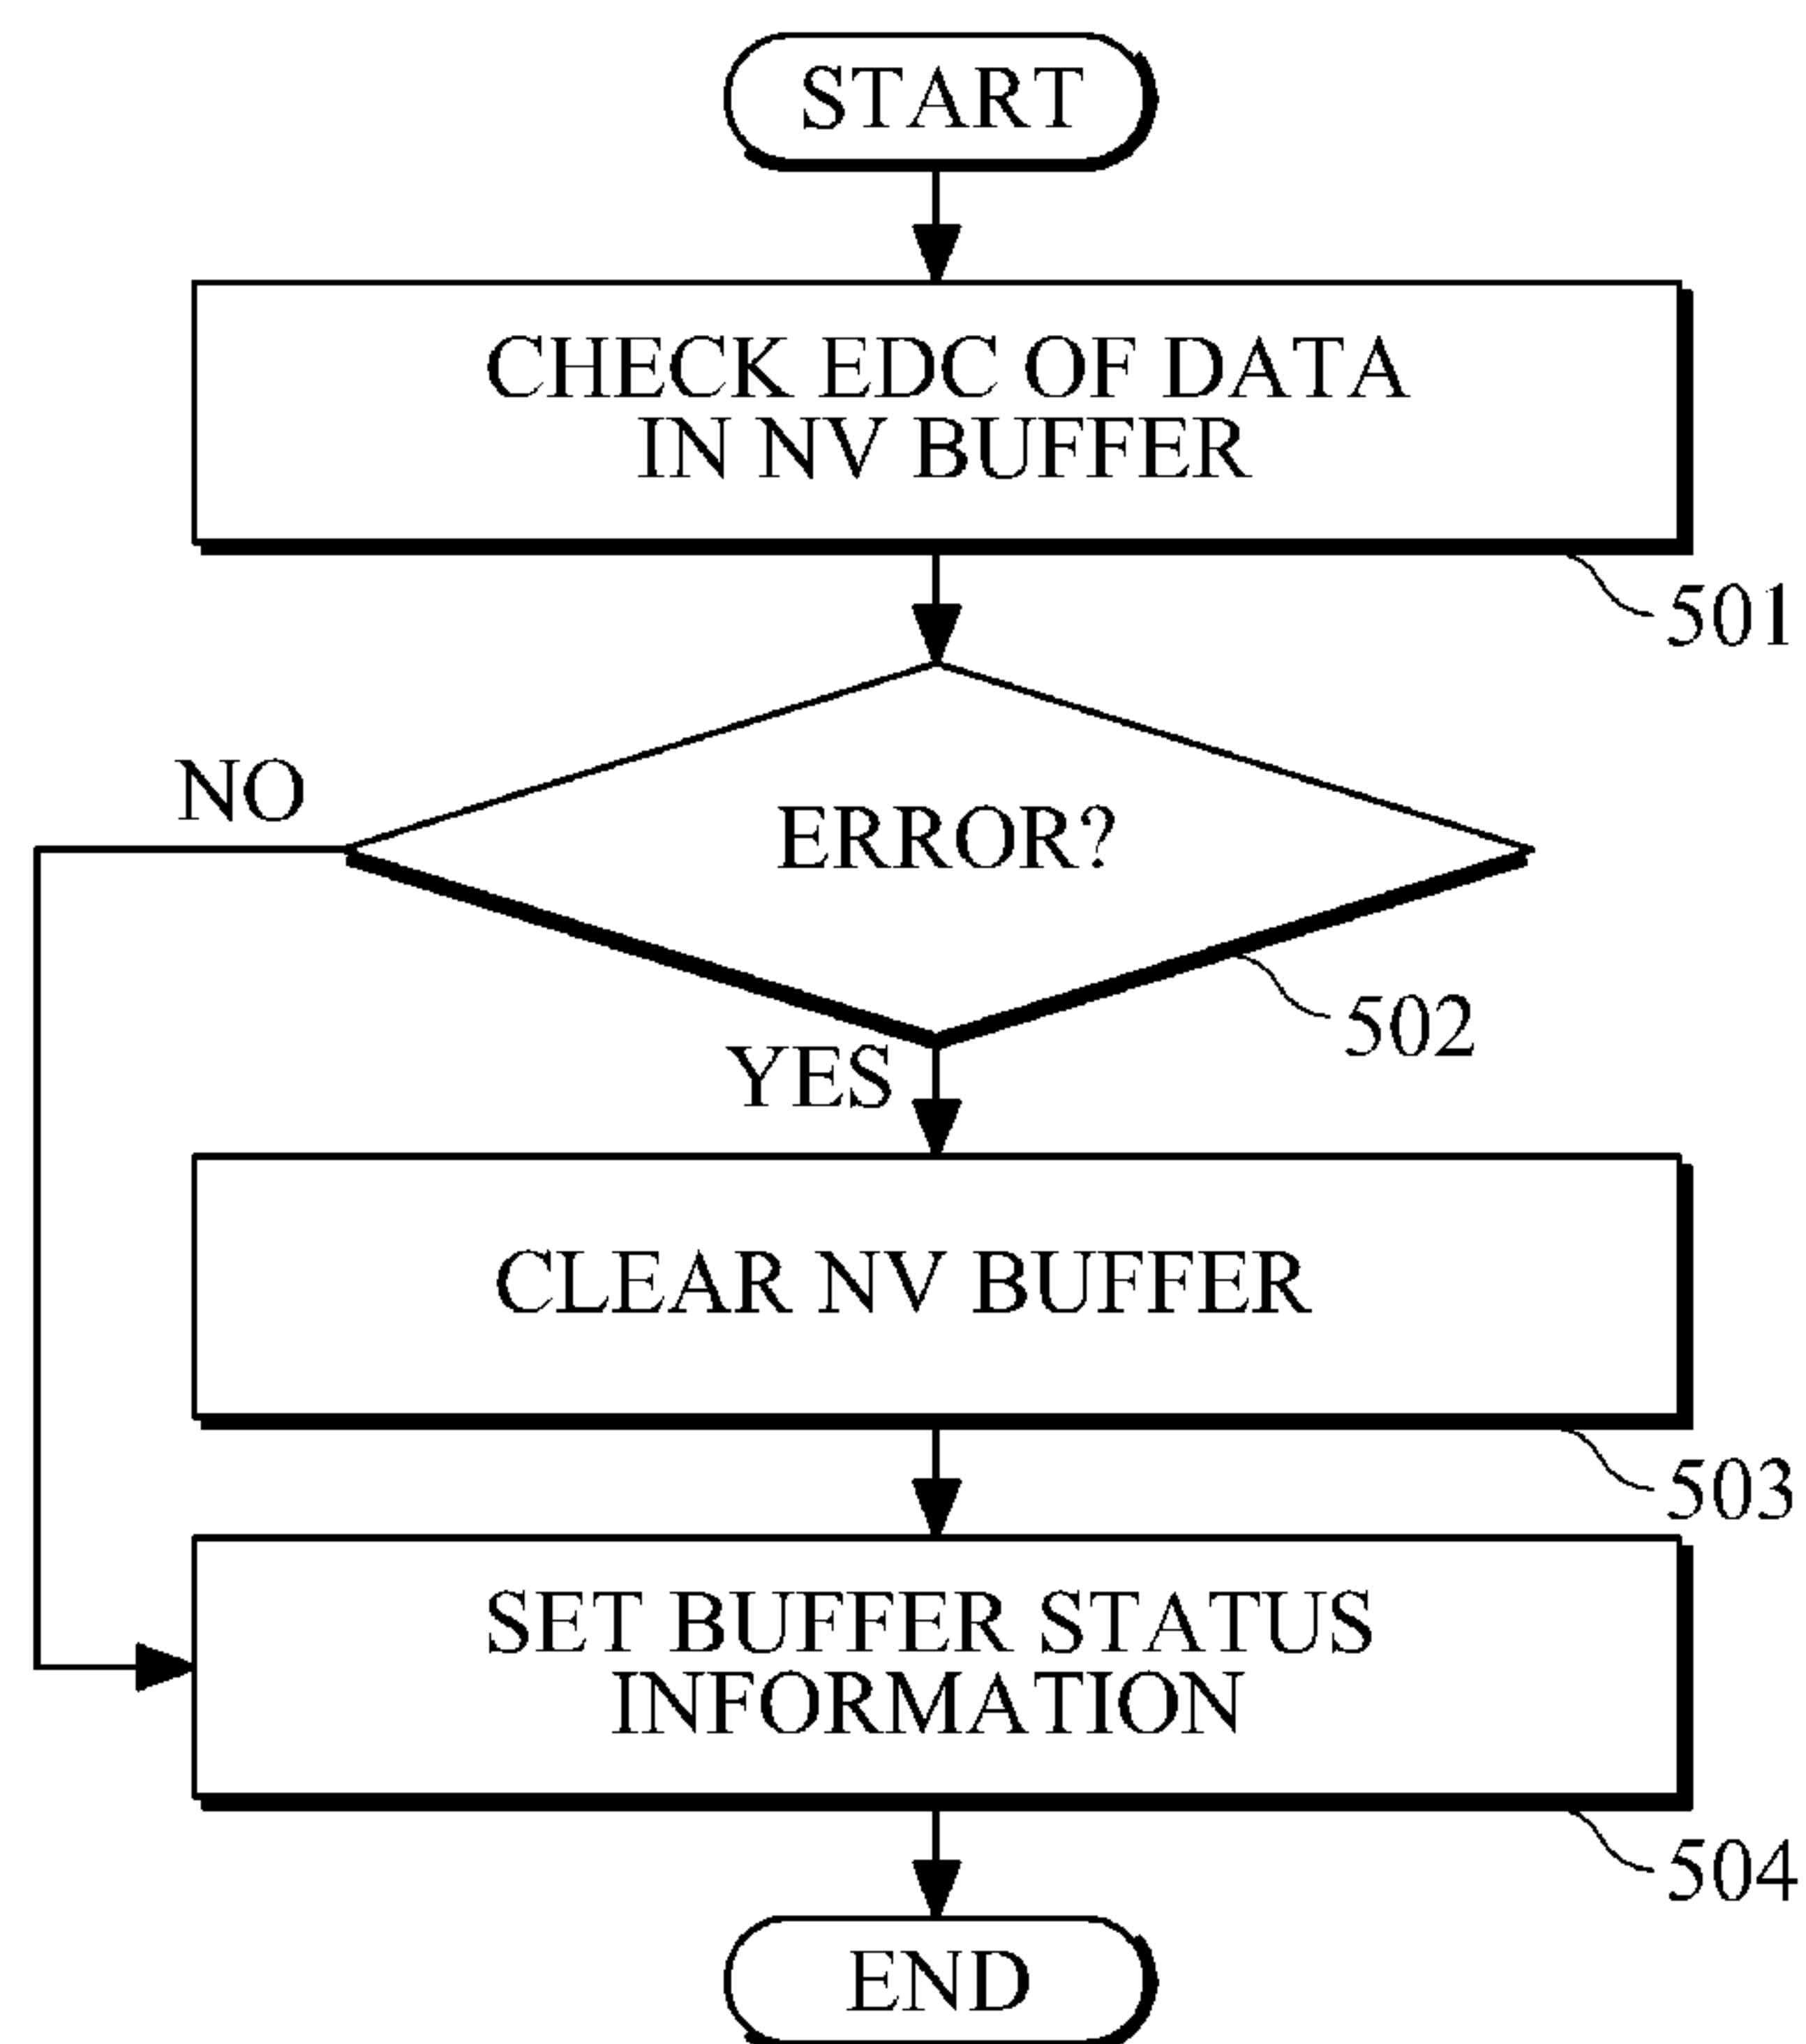 START
CHECK EDC OF DATA
IN NV BUFFER
501
NO
ERROR?
502
YES
CLEAR NV BUFFER
503
SET BUFFER STATUS
INFORMATION
504
END